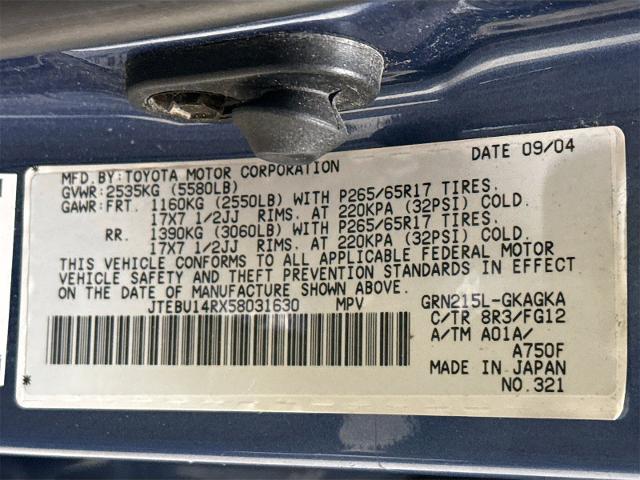 MFD. BY: TOYOTA MOTOR CORPORATION DATE 09/04
GVWR: 2535KG (5580LB)
GAWR: FRT. 1160KG (2550LB) WITH P265/65R17 TIRES.
17X7 1/2JJ RIMS. AT 220KPA (32PSI) COLD.
RR. 1390KG (3060LB) WITH P265/65R17 TIRES.
17X7 1/2JJ RIMS. AT 220KPA (32PSI) COLD.
THIS VEHICLE CONFORMS TO ALL APPLICABLE FEDERAL MOTOR
VEHICLE SAFETY AND THEFT PREVENTION STANDARDS IN EFFECT
ON THE DATE OF MANUFACTURE SHOWN ABOVE.
JTEBU14RX58031630 MPV GRN215L-GKAGKA
C/TR 8R3/FG12
A/TM A01A/
A750F
MADE IN JAPAN
* NO.321